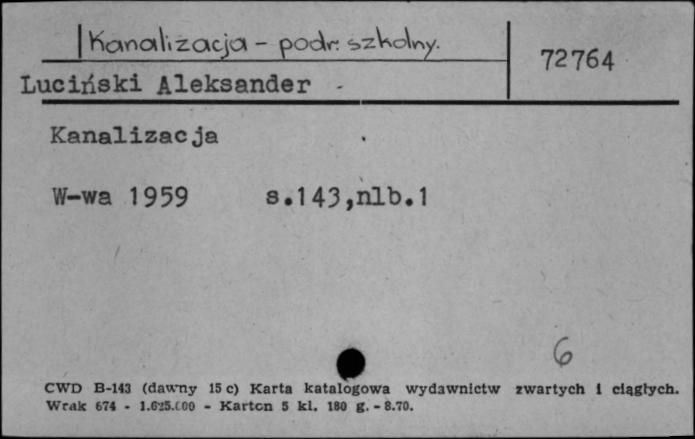 Kanalizacja - podr. szkolny.
72764
Luciński Aleksander -
Kanalizacja
W-wa 1959 s.143,nlb.1
6
CWD B-143 (dawny 15 c) Karta katalogowa wydawnictw zwartych i ciągłych.
Wrak 674 - 1.625.000 - Karton 5 kl. 180 g. - 8.70.